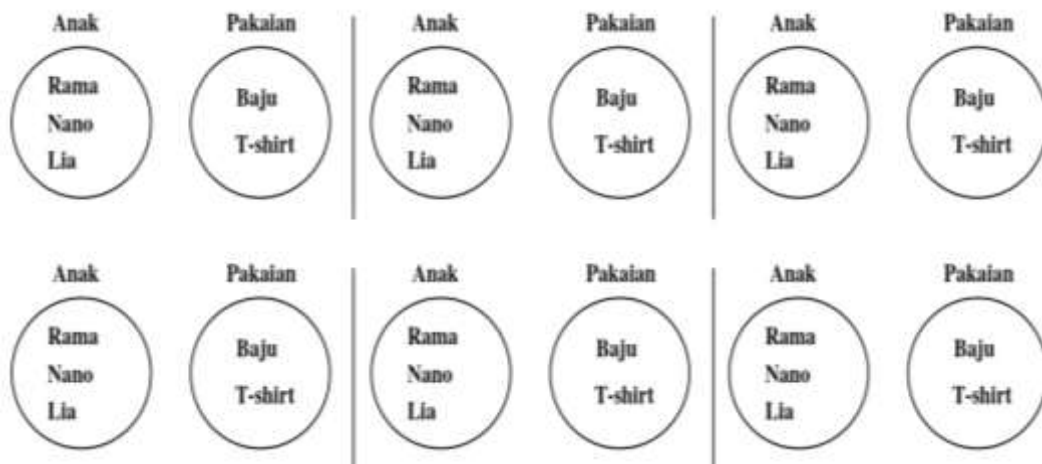 Anak Pakaian Anak Pakaian Anak Pakaian
Rama Baju Rama Baju Rama Baju
Nano Nano Nano
Lia T-shirt Lia T-shirt Lia T-shirt
Anak Pakaian Anak Pakaian Anak Pakaian
Rama Baju Rama Baju Rama Baju
Nano Nano Nano
Lia T-shirt Lia T-shirt Lia T-shirt